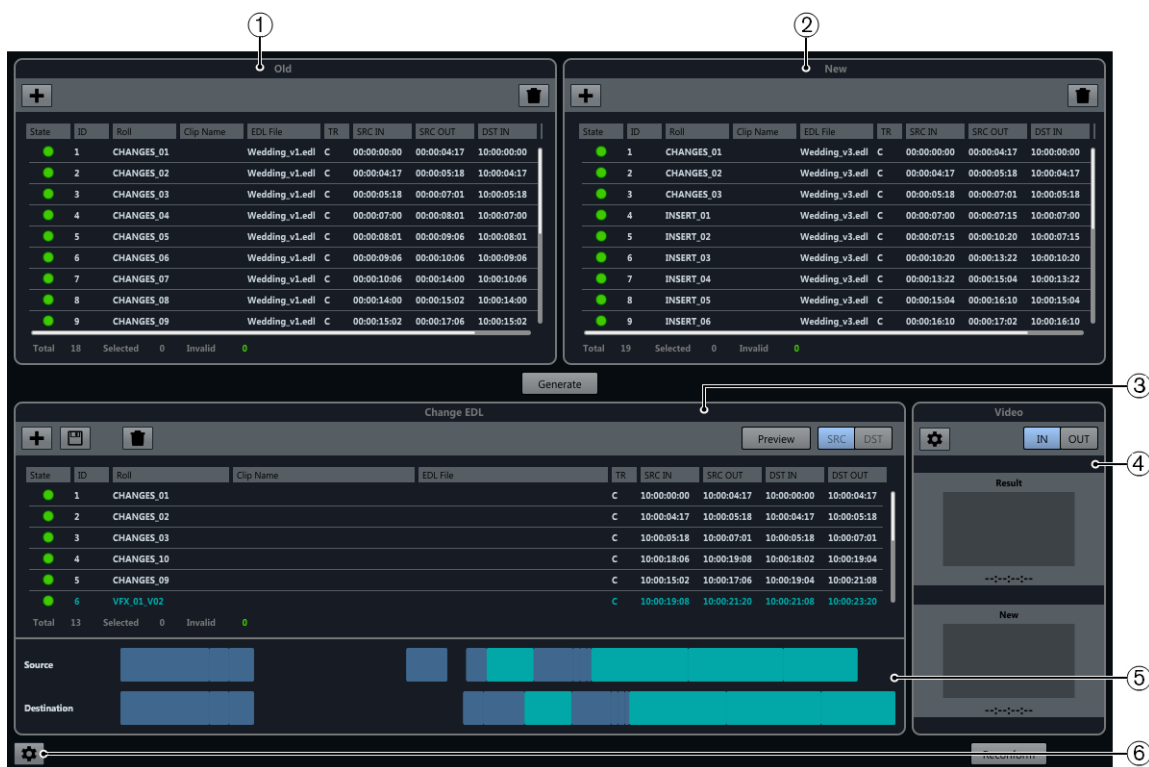 1 2
Old New
State ID Roll Clip Name EDL File TR SRC IN SRC OUT DST IN State ID Roll Clip Name EDL File TR SRC IN SRC OUT DST IN
1 CHANGES_01 Wedding_v1.edl C 00:00:00:00 00:00:04:17 10:00:00:00 1 CHANGES_01 Wedding_v3.edl C 00:00:00:00 00:00:04:17 10:00:00:00
2 CHANGES_02 Wedding_v1.edl C 00:00:04:17 00:00:05:18 10:00:04:17 2 CHANGES_02 Wedding_v3.edl C 00:00:04:17 00:00:05:18 10:00:04:17
3 CHANGES_03 Wedding_v1.edl C 00:00:05:18 00:00:07:01 10:00:05:18 3 CHANGES_03 Wedding_v3.edl C 00:00:05:18 00:00:07:01 10:00:05:18
4 CHANGES_04 Wedding_v1.edl C 00:00:07:00 00:00:08:01 10:00:07:00 4 INSERT_01 Wedding_v3.edl C 00:00:07:00 00:00:07:15 10:00:07:00
5 CHANGES_05 Wedding_v1.edl C 00:00:08:01 00:00:09:06 10:00:08:01 5 INSERT_02 Wedding_v3.edl C 00:00:07:15 00:00:10:20 10:00:07:15
6 CHANGES_06 Wedding_v1.edl C 00:00:09:06 00:00:10:06 10:00:09:06 6 INSERT_03 Wedding_v3.edl C 00:00:10:20 00:00:13:22 10:00:10:20
7 CHANGES_07 Wedding_v1.edl C 00:00:10:06 00:00:14:00 10:00:10:06 7 INSERT_04 Wedding_v3.edl C 00:00:13:22 00:00:15:04 10:00:13:22
8 CHANGES_08 Wedding_v1.edl C 00:00:14:00 00:00:15:02 10:00:14:00 8 INSERT_05 Wedding_v3.edl C 00:00:15:04 00:00:16:10 10:00:15:04
9 CHANGES_09 Wedding_v1.edl C 00:00:15:02 00:00:17:06 10:00:15:02 9 INSERT_06 Wedding_v3.edl C 00:00:16:10 00:00:17:02 10:00:16:10
Total 18 Selected 0 Invalid 0 Total 19 Selected 0 Invalid 0
Generate
3
Change EDL Video
Preview SRC DST IN OUT
4
State ID Roll Clip Name EDL File TR SRC IN SRC OUT DST IN DST OUT
Result
1 CHANGES_01 C 10:00:00:00 10:00:04:17 10:00:00:00 10:00:04:17
2 CHANGES_02 C 10:00:04:17 10:00:05:18 10:00:04:17 10:00:05:18
3 CHANGES_03 C 10:00:05:18 10:00:07:01 10:00:05:18 10:00:07:01
4 CHANGES_10 C 10:00:18:06 10:00:19:08 10:00:18:02 10:00:19:04
5 CHANGES_09 C 10:00:15:02 10:00:17:06 10:00:19:04 10:00:21:08
--:--:--:--
6 VFX_01_V02 C 10:00:19:08 10:00:21:20 10:00:21:08 10:00:23:20
Total 13 Selected 0 Invalid 0
New
Source
5
Destination
--:--:--:--
6
Reconform